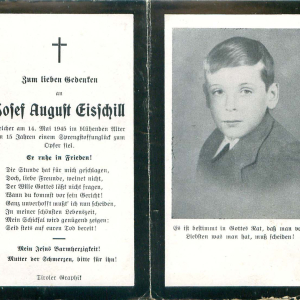 Zum lieben Gedenken
an
Josef August Eisschill
welcher am 14. Mai 1945 im blühenden Alter
von 15 Jahren einem Sprengstoffunglück zum
Opfer fiel.
Er ruhe in Frieden!
Die Stunde hat für mich geschlagen,
Doch, liebe Freunde, weinet nicht.
Der Wille Gottes läßt nicht fragen,
Wann du kommst vor sein Gericht!
Ganz unverhofft muß't ich nun scheiden
In meiner schönsten Lebenszeit,
Mein Schicksal wird genügend zeigen:
Seid stets auf euren Tod bereit!
Mein Jesus Barmherzigkeit!
Mutter der Schmerzen, bitte für ihn!
Tiroler Graphik
Es ist bestimmt in Gottes Rat, daß man vom
Liebsten was man hat, muß scheiden!